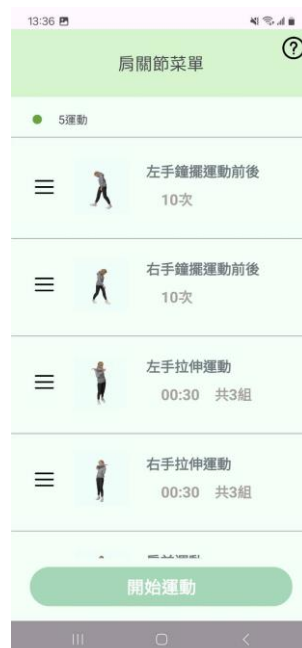 13:36
肩關節菜單
?
5運動
左手鐘擺運動前後
10次
右手鐘擺運動前後
10次
左手拉伸運動
00:30 共3組
右手拉伸運動
00:30 共3組
開始運動